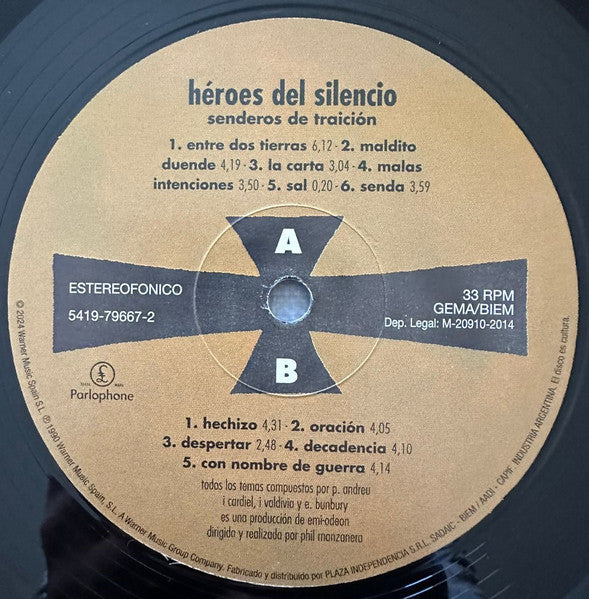 héroes del silencio
senderos de traición
1. entre dos tierras 6,12 · 2. maldito
duende 4,19 · 3. la carta 3,04 · 4. malas
intenciones 3,50 · 5. sal 0,20 · 6. senda 3,59
A
ESTEREOFONICO
5419-79667-2
33 RPM
GEMA/BIEM
Dep. Legal: M-20910-2014
B
£
TRADE MARK
Parlophone
1. hechizo 4,31 · 2. oración 4,05
3. despertar 2,48 · 4. decadencia 4,10
5. con nombre de guerra 4,14
todos los temas compuestos por p. andreu
i cardiel, j valdivia y e. bunbury
es una producción de emi-odeon
dirigida y realizada por phil manzanera
© 2024 Warner Music Spain S.L. ℗ 1990 Warner Music Spain, S.L. A Warner Music Group Company. Fabricado y distribuido por PLAZA INDEPENDENCIA S.R.L. SADAIC - BIEM / AADI - CAPIF. INDUSTRIA ARGENTINA. El disco es cultura.